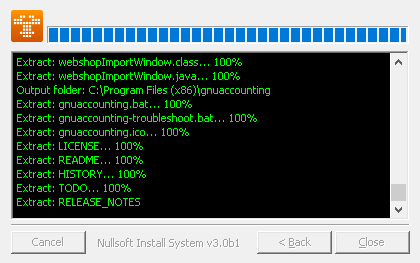 Extract: webshopImportWindow.class... 100%
Extract: webshopImportWindow.java... 100%
Output folder: C:\Program Files (x86)\gnuaccounting
Extract: gnuaccounting.bat... 100%
Extract: gnuaccounting-troubleshoot.bat... 100%
Extract: gnuaccounting.ico... 100%
Extract: LICENSE... 100%
Extract: README... 100%
Extract: HISTORY... 100%
Extract: TODO... 100%
Extract: RELEASE_NOTES
Cancel
Nullsoft Install System v3.0b1
< Back
Close